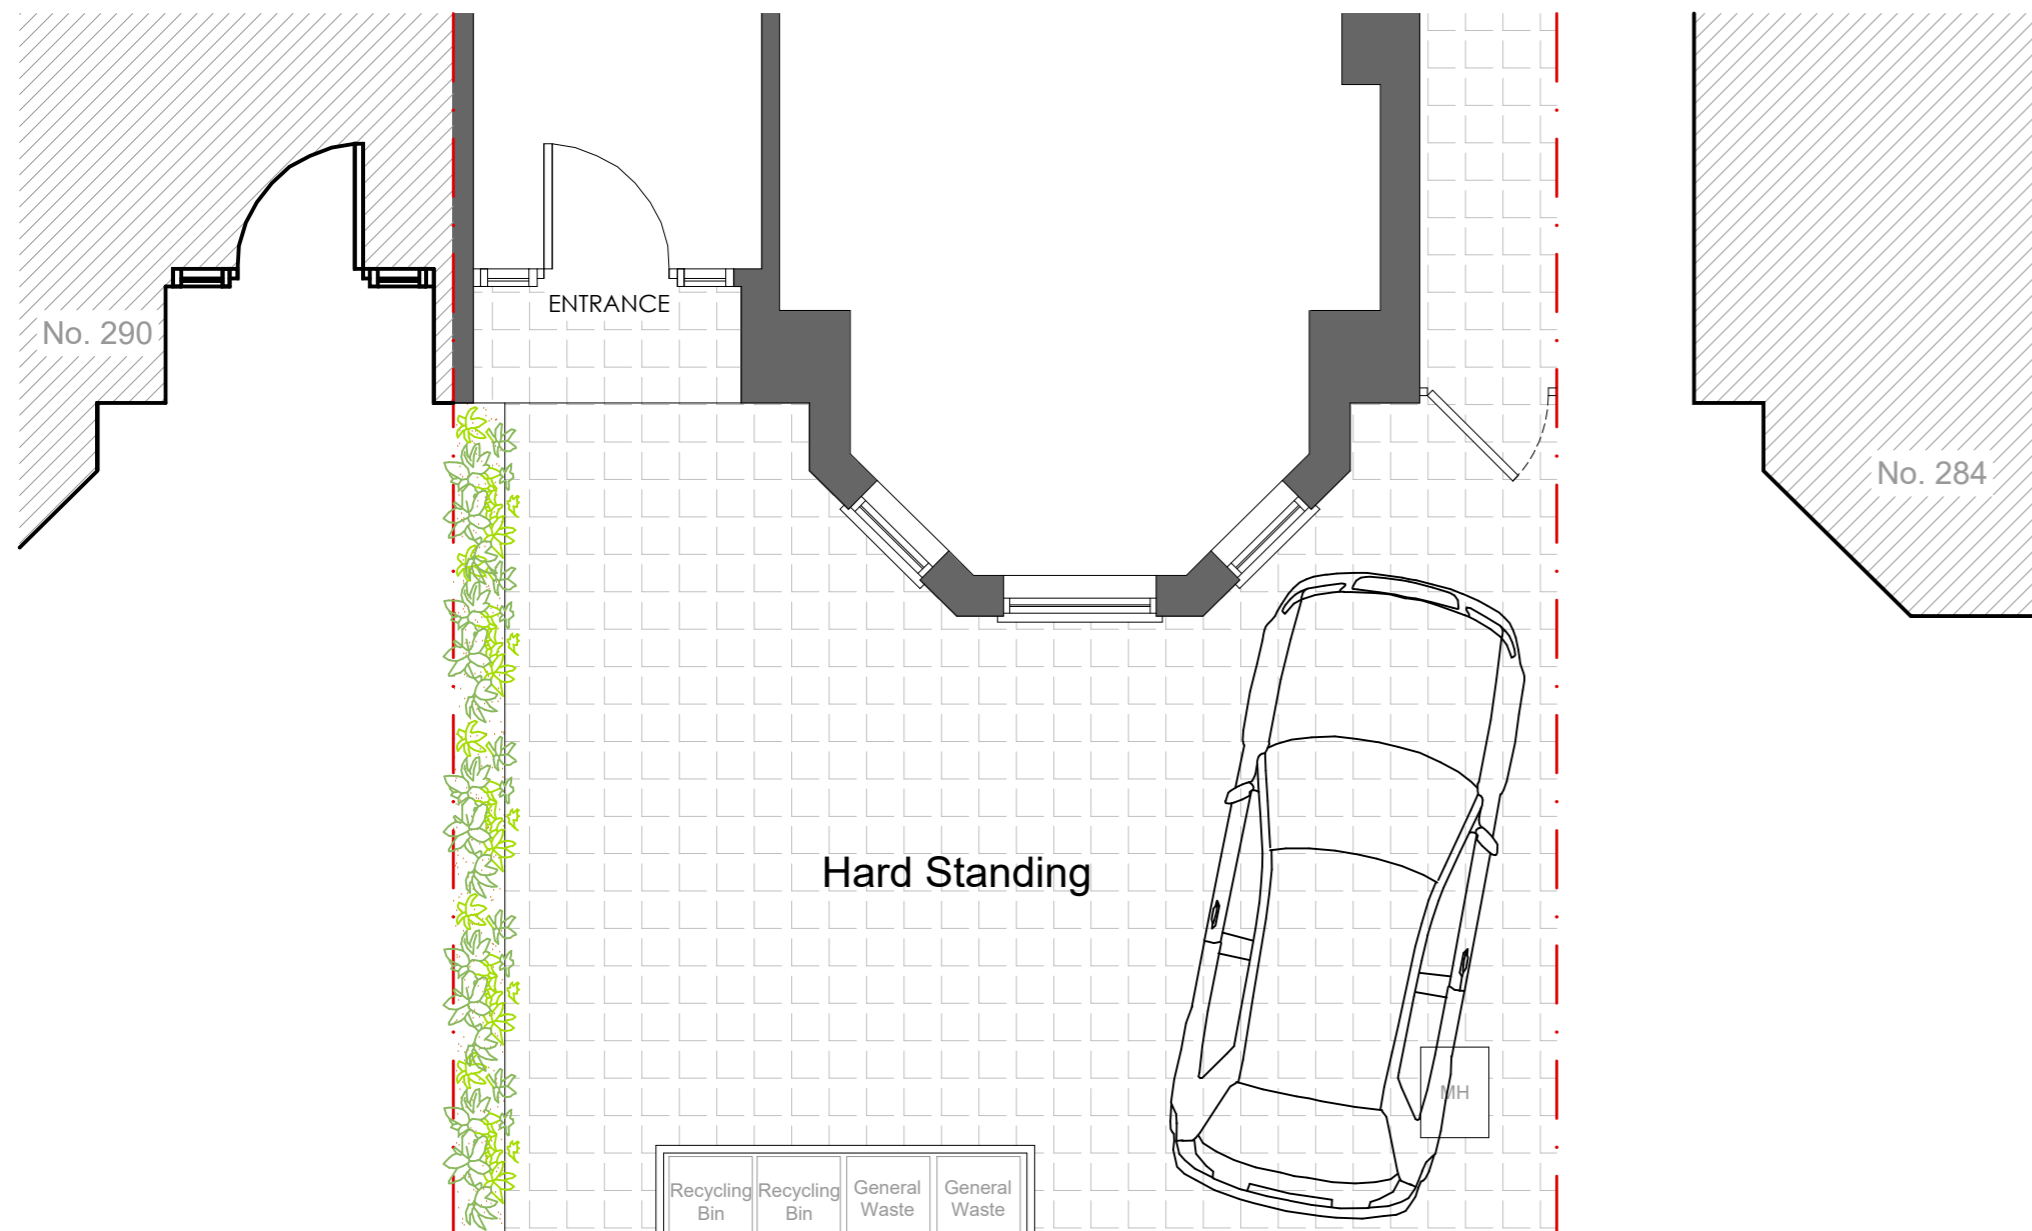 ENTRANCE
No. 290
No. 284
Hard Standing
MH
Recycling
Bin
Recycling
Bin
General
Waste
General
Waste